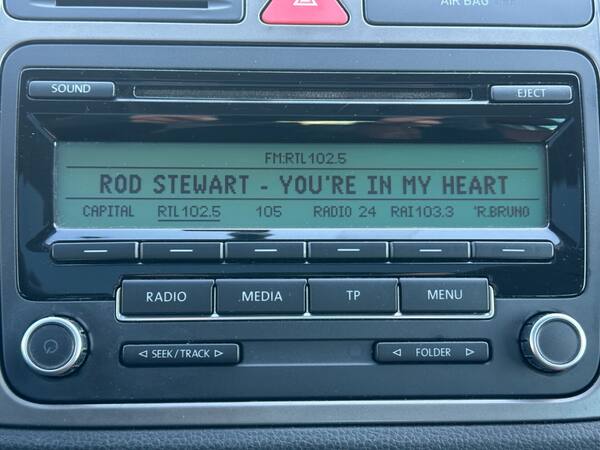 AIR BAG OFF
SOUND
EJECT
FM:RTL102.5
ROD STEWART - YOU'RE IN MY HEART
CAPITAL RTL102.5 105 RADIO 24 RAI103.3 'R.BRUNO
RADIO MEDIA TP MENU
◁ SEEK/TRACK ▷ ◁ FOLDER ▷